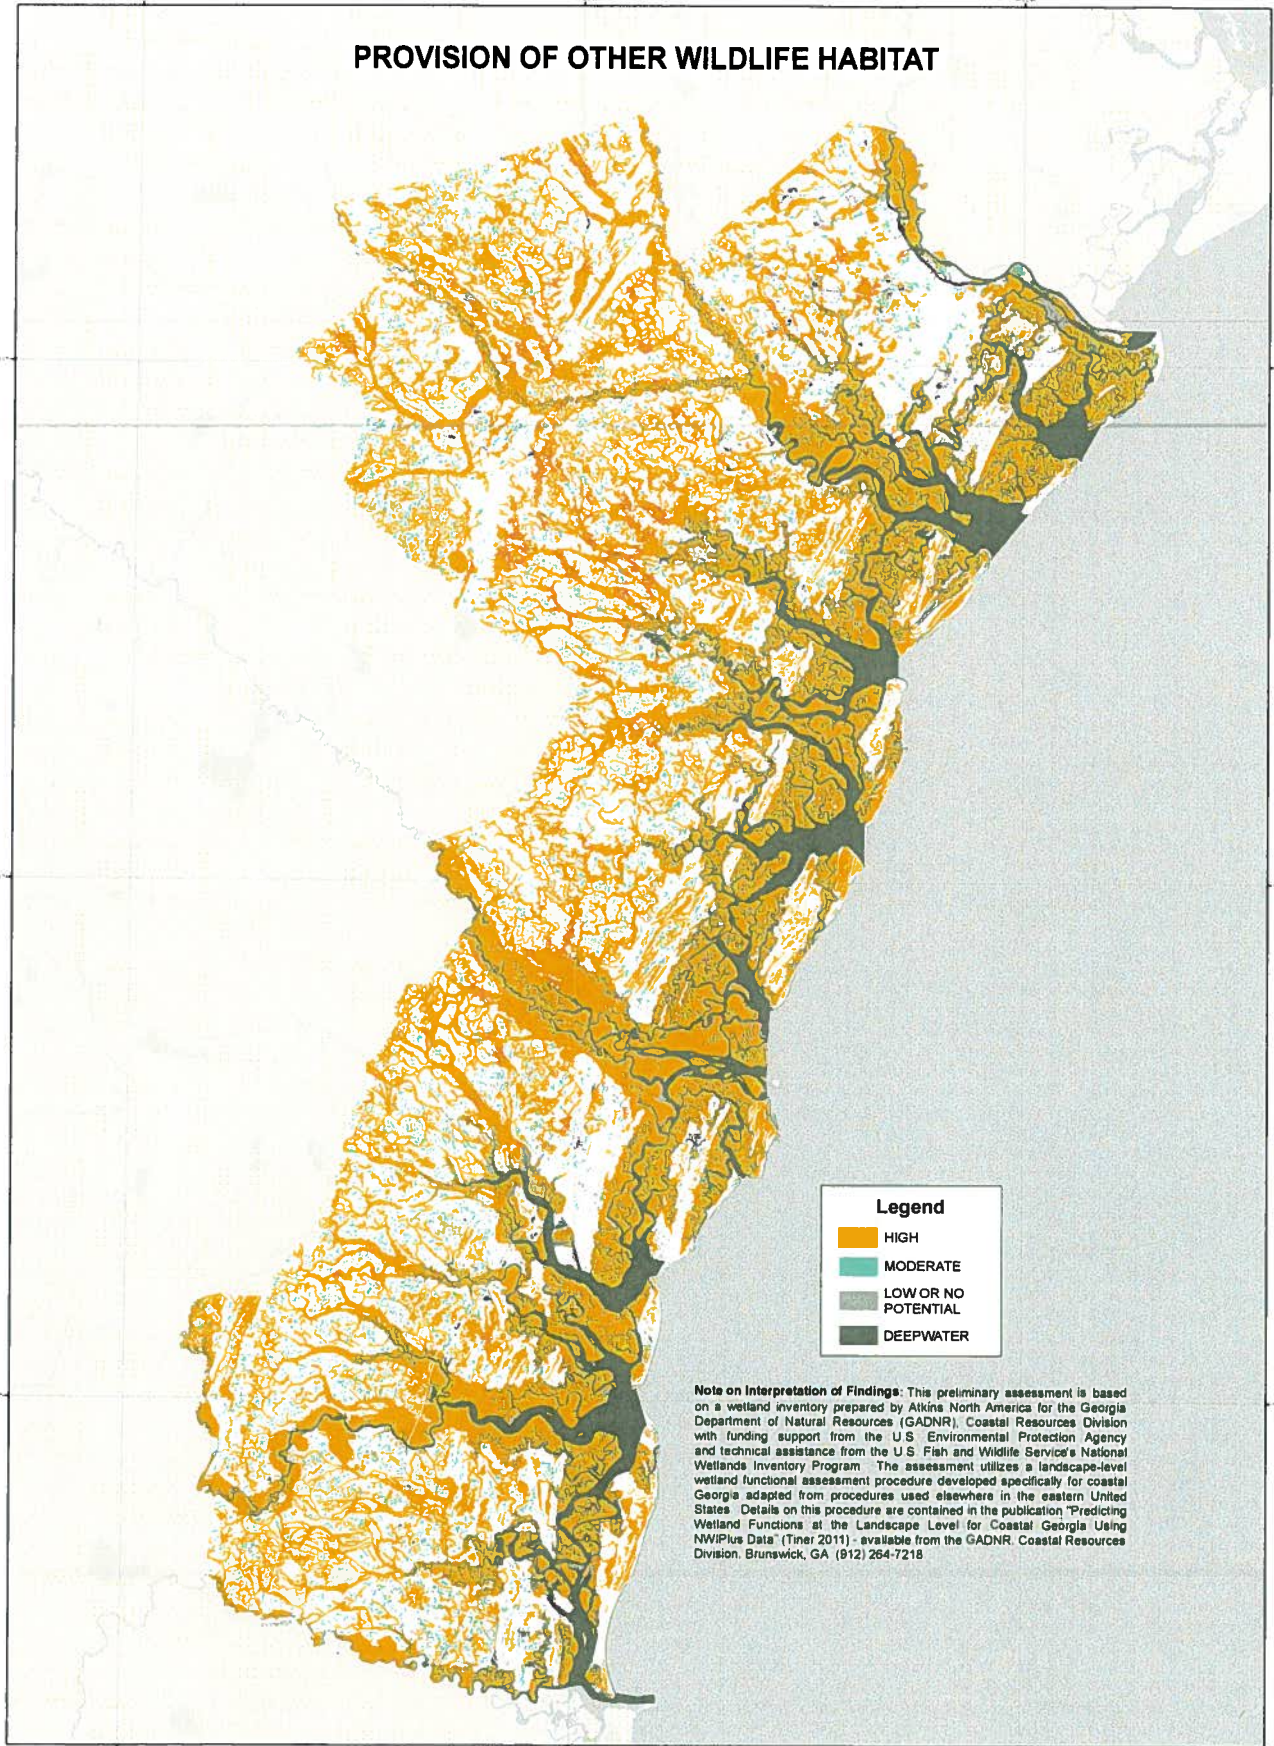 PROVISION OF OTHER WILDLIFE HABITAT
Legend
HIGH
MODERATE
LOW OR NO
POTENTIAL
DEEPWATER
Note on Interpretation of Findings: This preliminary assessment is based
on a wetland inventory prepared by Atkins North America for the Georgia
Department of Natural Resources (GADNR), Coastal Resources Division
with funding support from the U.S. Environmental Protection Agency
and technical assistance from the U.S. Fish and Wildlife Service's National
Wetlands Inventory Program. The assessment utilizes a landscape-level
wetland functional assessment procedure developed specifically for coastal
Georgia adapted from procedures used elsewhere in the eastern United
States. Details on this procedure are contained in the publication "Predicting
Wetland Functions at the Landscape Level for Coastal Georgia Using
NWIPlus Data" (Tiner 2011) - available from the GADNR, Coastal Resources
Division, Brunswick, GA (912) 264-7218